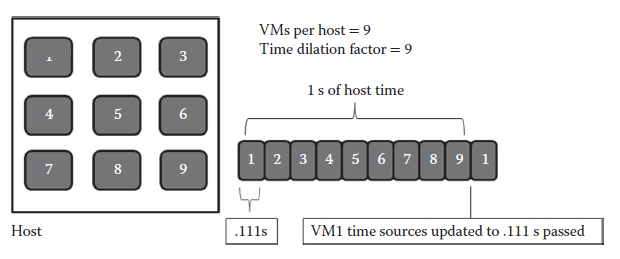 VMs per host = 9
Time dilation factor = 9
1 2 3
4 5 6
7 8 9
1 s of host time
1 2 3 4 5 6 7 8 9 1
.111s
VM1 time sources updated to .111 s passed
Host